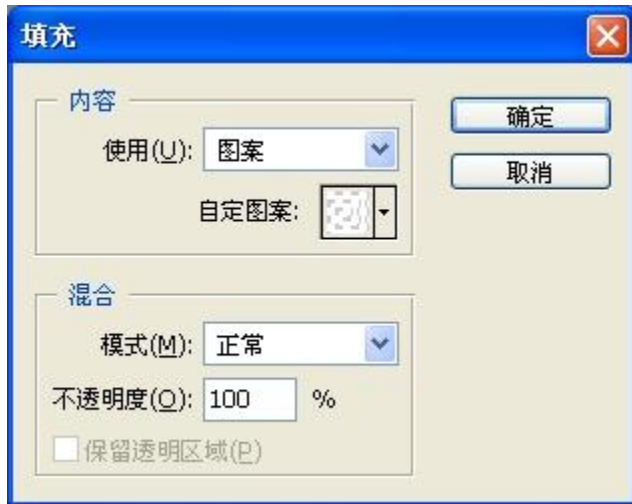 填充
内容
确定
使用(U): 图案
取消
自定图案:
混合
模式(M): 正常
不透明度(O): 100 %
保留透明区域(P)